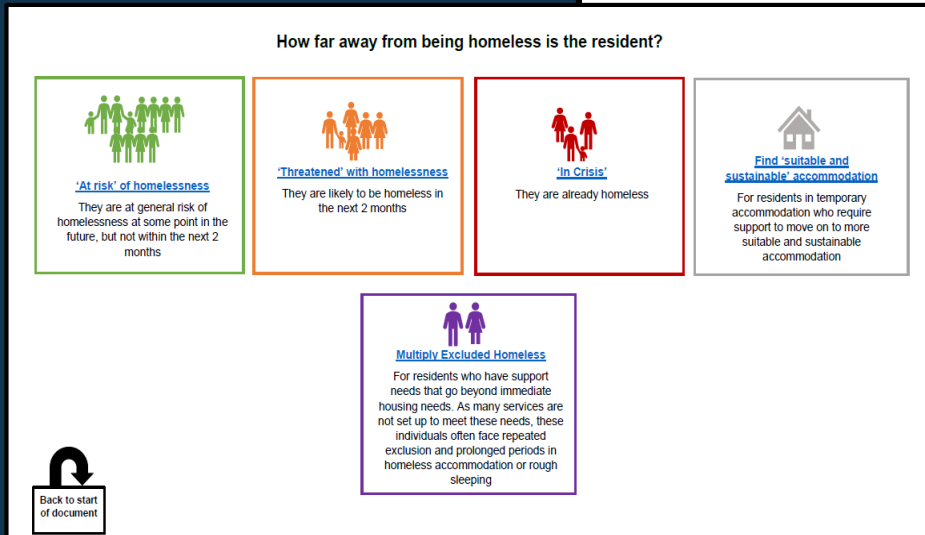 How far away from being homeless is the resident?
'At risk' of homelessness
They are at general risk of
homelessness at some point in the
future, but not within the next 2
months
'Threatened' with homelessness
They are likely to be homeless in
the next 2 months
'In Crisis'
They are already homeless
Find 'suitable and
sustainable' accommodation
For residents in temporary
accommodation who require
support to move on to more
suitable and sustainable
accommodation
Multiply Excluded Homeless
For residents who have support
needs that go beyond immediate
housing needs. As many services are
not set up to meet these needs, these
individuals often face repeated
exclusion and prolonged periods in
homeless accommodation or rough
sleeping
Back to start
of document